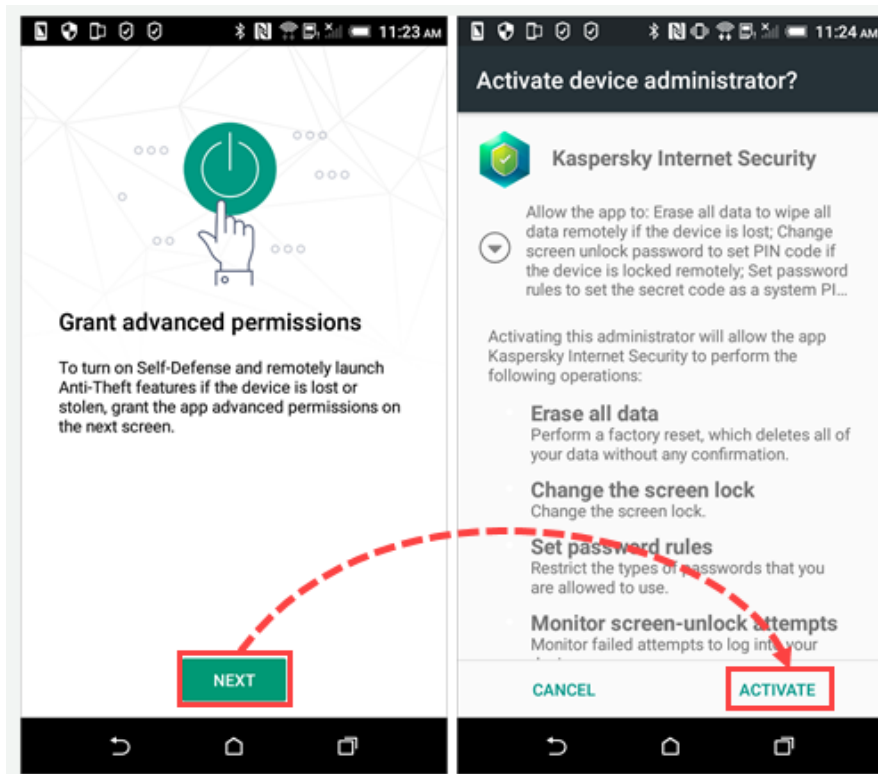 11:23 AM
Grant advanced permissions
To turn on Self-Defense and remotely launch
Anti-Theft features if the device is lost or
stolen, grant the app advanced permissions on
the next screen.
NEXT
11:24 AM
Activate device administrator?
Kaspersky Internet Security
Allow the app to: Erase all data to wipe all
data remotely if the device is lost; Change
screen unlock password to set PIN code if
the device is locked remotely; Set password
rules to set the secret code as a system PI...
Activating this administrator will allow the app
Kaspersky Internet Security to perform the
following operations:
Erase all data
Perform a factory reset, which deletes all of
your data without any confirmation.
Change the screen lock
Change the screen lock.
Set password rules
Restrict the types of passwords that you
are allowed to use.
Monitor screen-unlock attempts
Monitor failed attempts to log into your
CANCEL
ACTIVATE